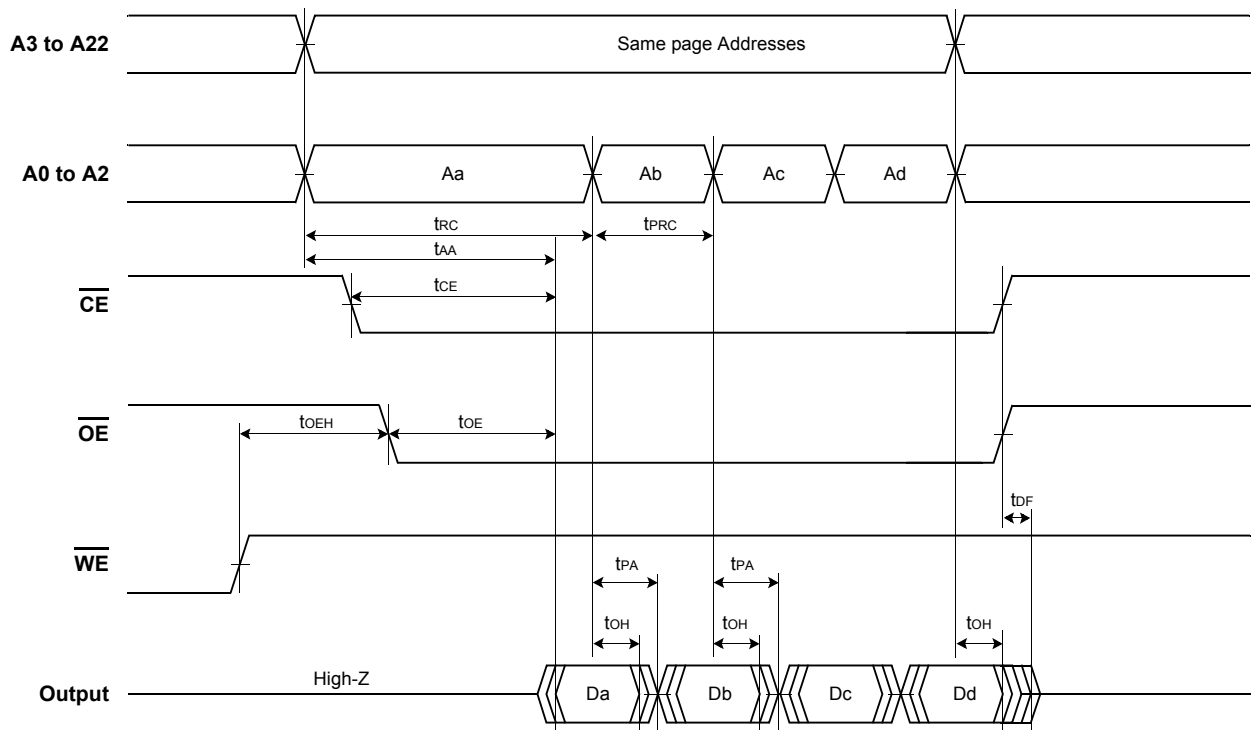 A3 to A22
Same page Addresses
A0 to A2
Aa
Ab
Ac
Ad
tRC
tPRC
tAA
CE
tCE
OE
tOEH
tOE
tDF
WE
tPA
tPA
tOH
tOH
tOH
Output
High-Z
Da
Db
Dc
Dd